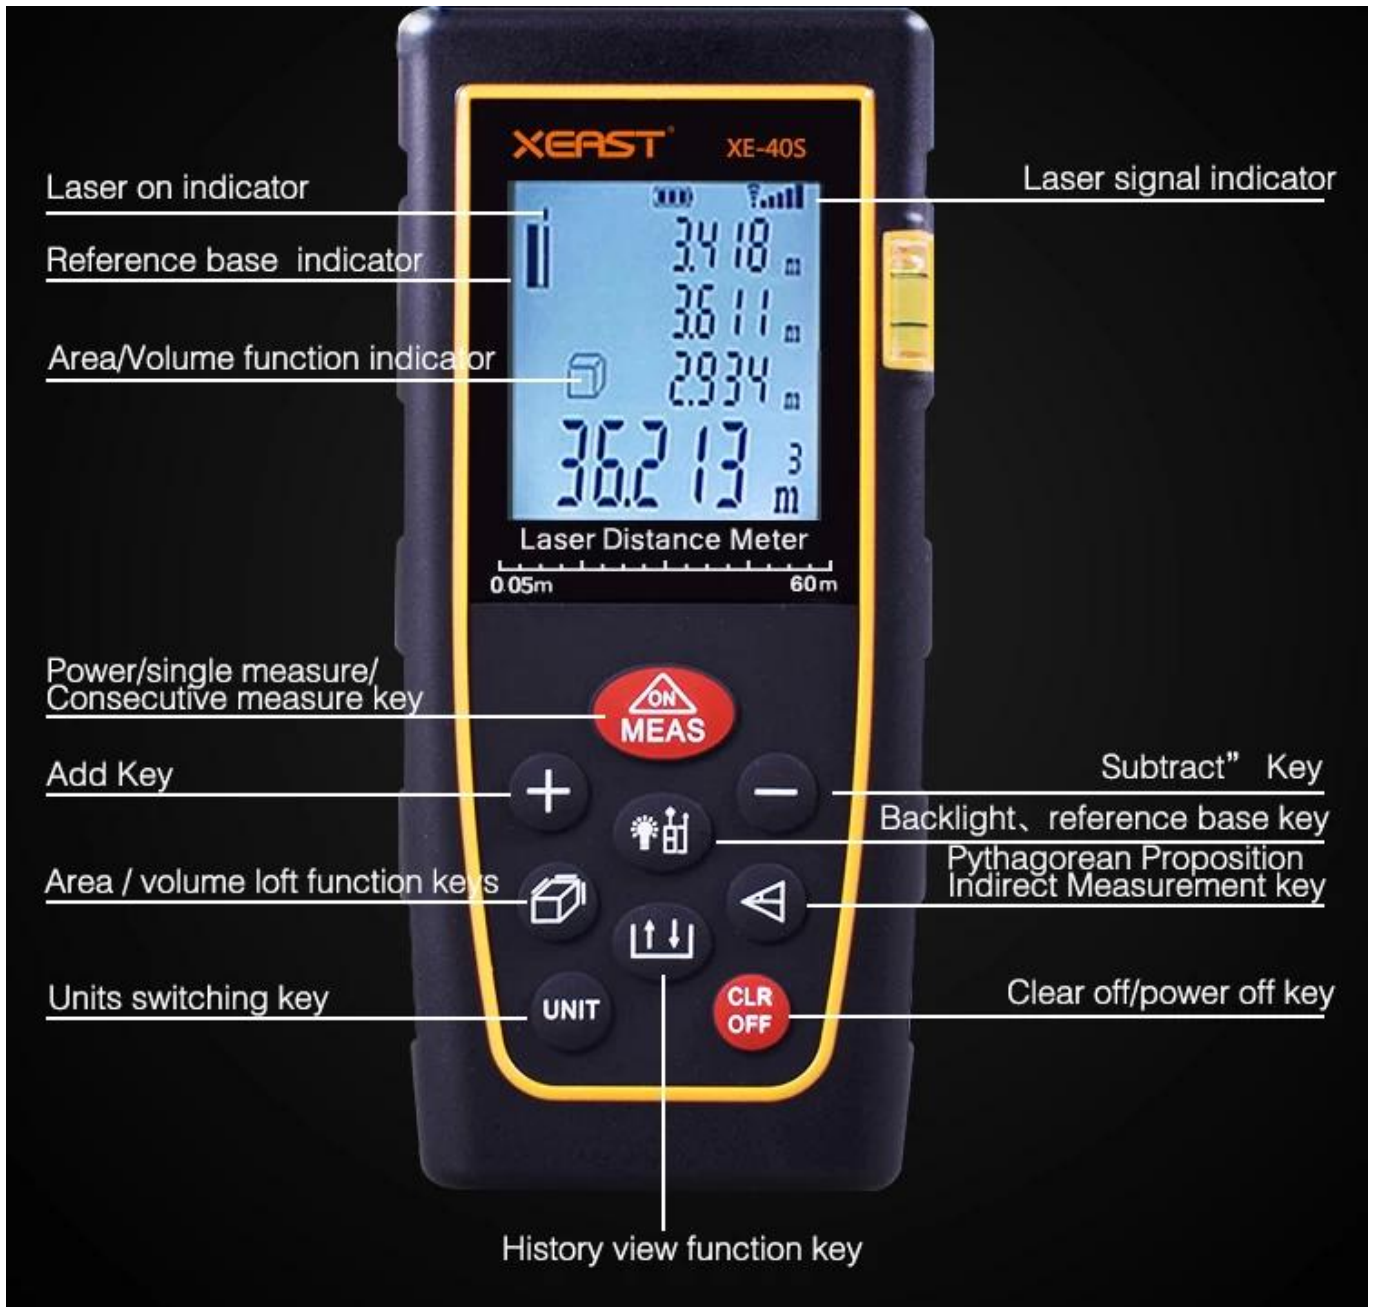 XEAST®
XE-40S
Laser on indicator
Laser signal indicator
3.418 m
Reference base indicator
3.611 m
Area/Volume function indicator
2.934 m
36.213 m3
Laser Distance Meter
0.05m
60m
Power/single measure/
Consecutive measure key
ON
MEAS
Add Key
Subtract” Key
Backlight、reference base key
Pythagorean Proposition
Indirect Measurement key
Area / volume loft function keys
Units switching key
UNIT
CLR
OFF
Clear off/power off key
History view function key